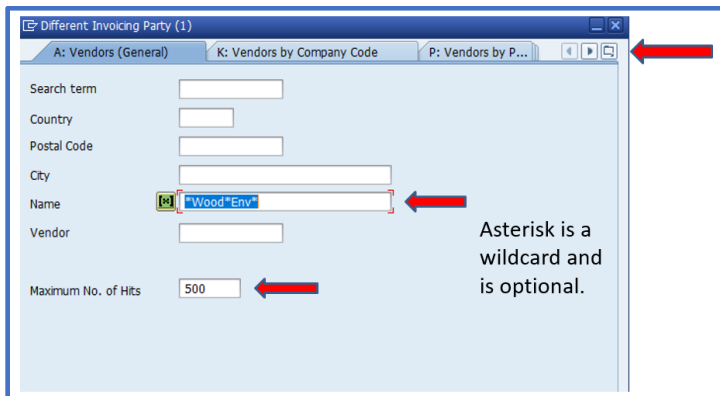 Different Invoicing Party (1)
A: Vendors (General) K: Vendors by Company Code P: Vendors by P...
Search term
Country
Postal Code
City
Name *Wood*Env*
Vendor
Maximum No. of Hits 500
Asterisk is a
wildcard and
is optional.